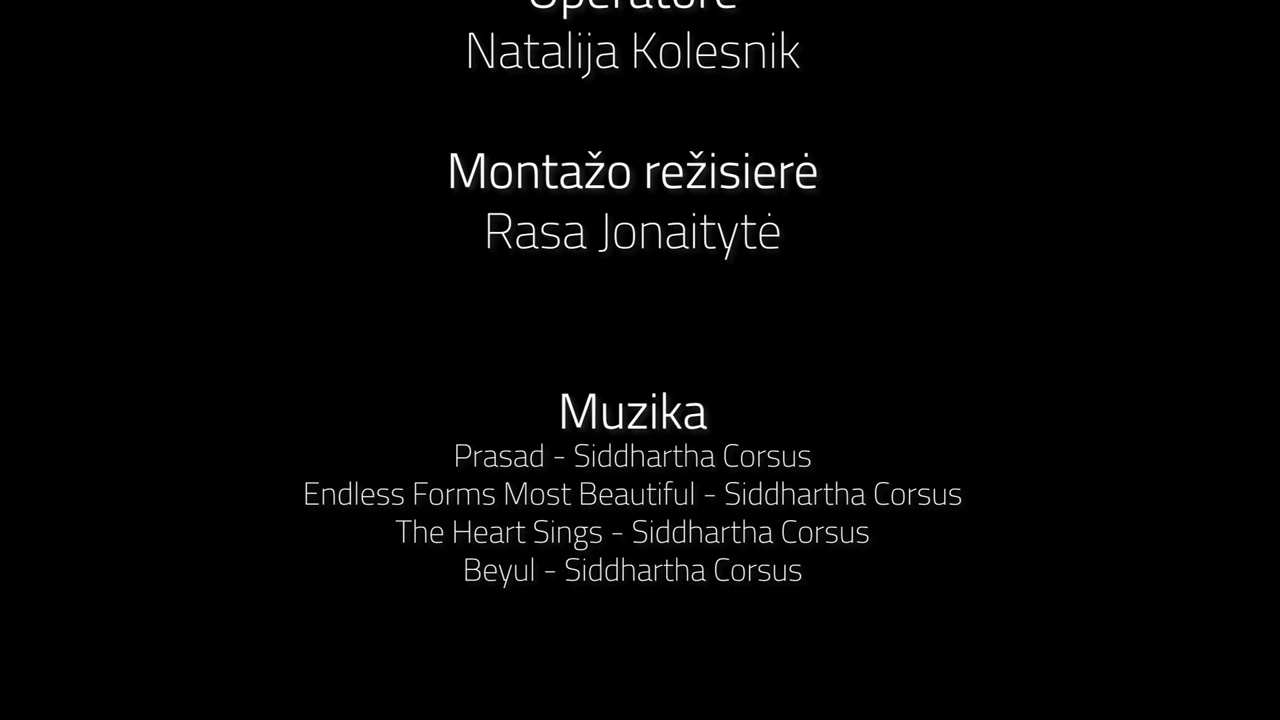 Operatorė
Natalija Kolesnik
Montažo režisierė
Rasa Jonaitytė
Muzika
Prasad - Siddhartha Corsus
Endless Forms Most Beautiful - Siddhartha Corsus
The Heart Sings - Siddhartha Corsus
Beyul - Siddhartha Corsus